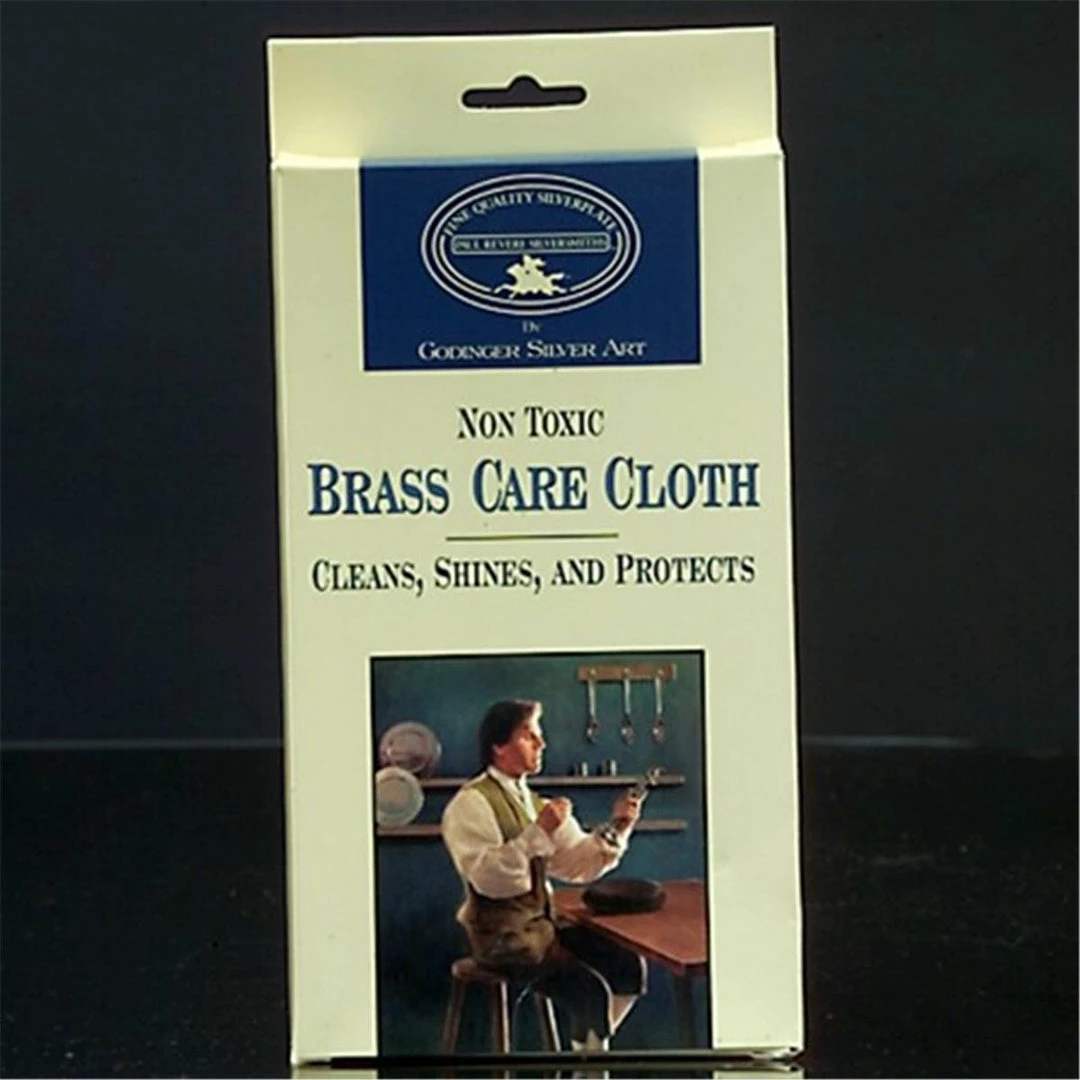 FINE QUALITY SILVERPLATE
PAUL REVERE SILVERSMITHS
By
GODINGER SILVER ART
NON TOXIC
BRASS CARE CLOTH
CLEANS, SHINES, AND PROTECTS